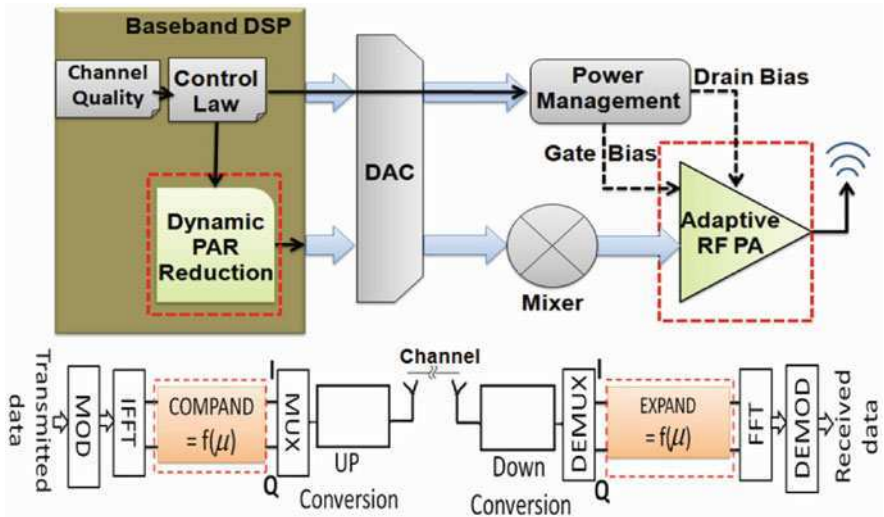 Baseband DSP
Channel
Quality
Control
Law
Dynamic
PAR
Reduction
DAC
Power
Management
Drain Bias
Gate Bias
Mixer
Adaptive
RF PA
Transmitted
data
MOD
IFFT
COMPAND
= f(μ)
I
Q
MUX
UP
Conversion
Channel
Down
Conversion
DEMUX
I
Q
EXPAND
= f(μ)
FFT
DEMOD
Received
data